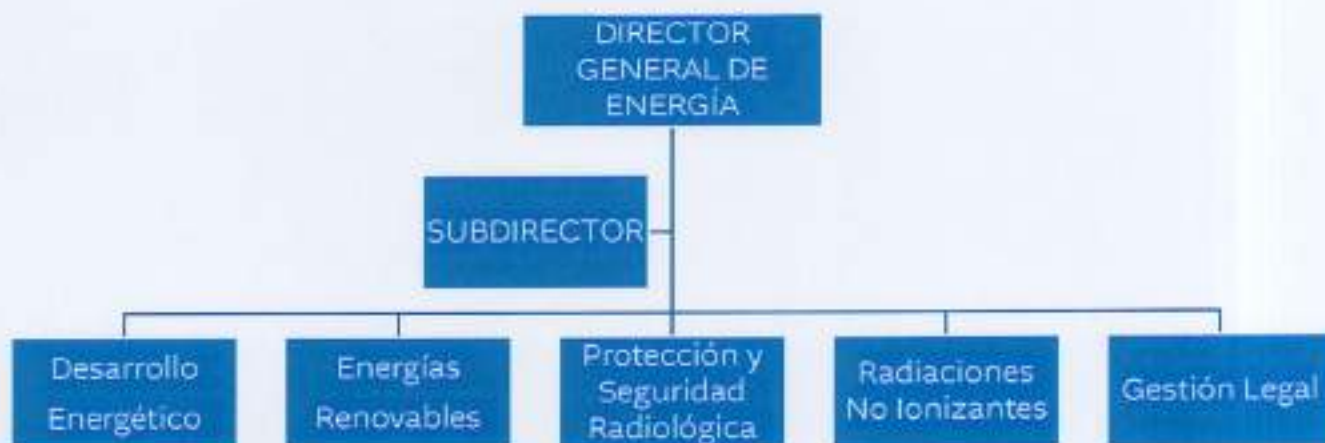 DIRECTOR
GENERAL DE
ENERGÍA
SUBDIRECTOR
Desarrollo
Energético
Energías
Renovables
Protección y
Seguridad
Radiológica
Radiaciones
No Ionizantes
Gestión Legal